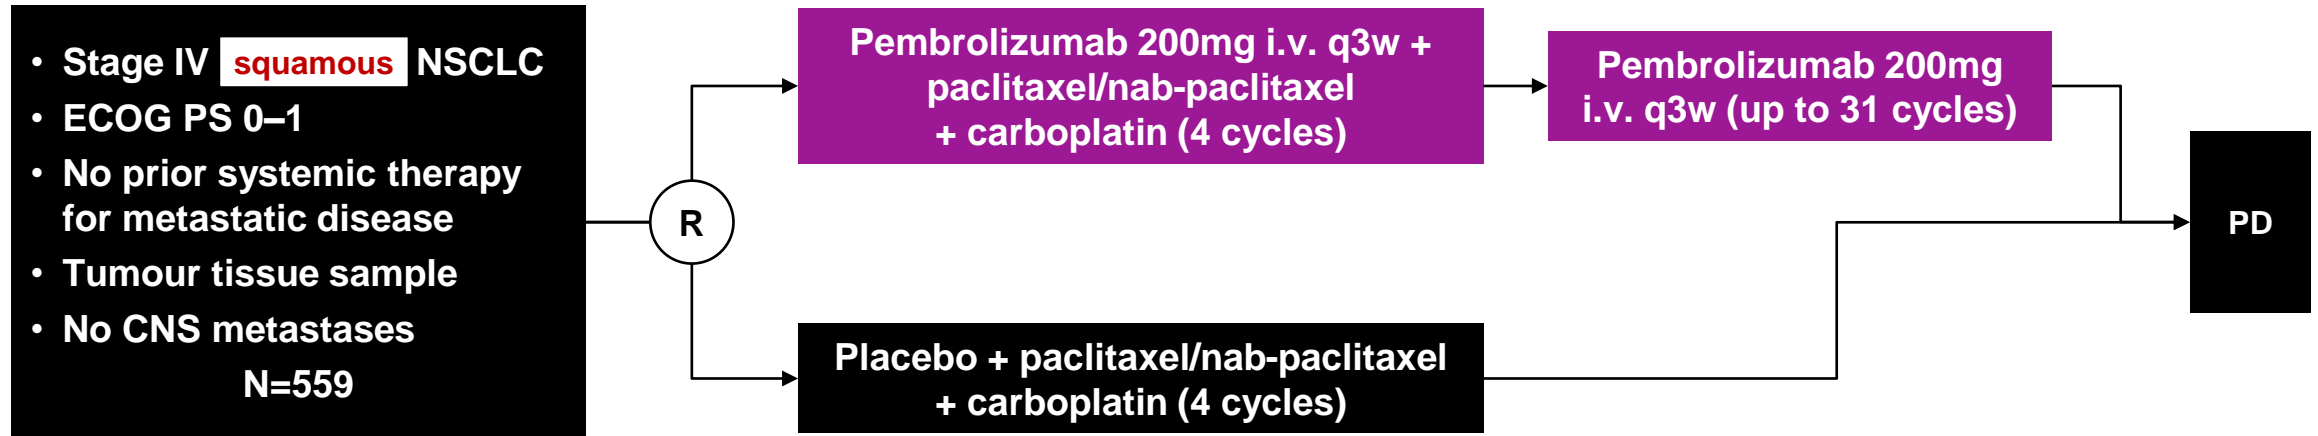 • Stage IV squamous NSCLC
• ECOG PS 0–1
• No prior systemic therapy
for metastatic disease
• Tumour tissue sample
• No CNS metastases
N=559
R
Pembrolizumab 200mg i.v. q3w +
paclitaxel/nab-paclitaxel
+ carboplatin (4 cycles)
Pembrolizumab 200mg
i.v. q3w (up to 31 cycles)
Placebo + paclitaxel/nab-paclitaxel
+ carboplatin (4 cycles)
PD